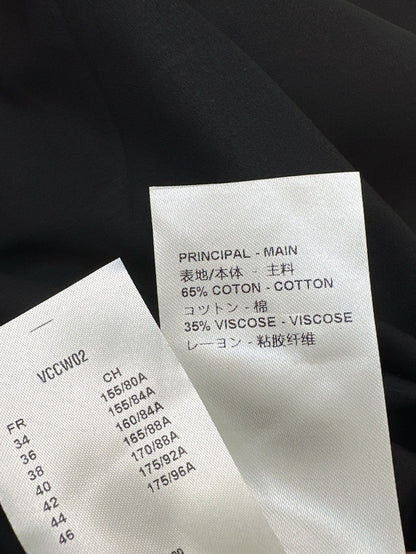 PRINCIPAL - MAIN
表地/本体 - 主料
65% COTON - COTTON
コツトン - 棉
35% VISCOSE - VISCOSE
レーヨン - 粘胶纤维
VCCW02
FR CH
34 155/80A
36 155/84A
38 160/84A
40 165/88A
42 170/88A
44 175/92A
46 175/96A